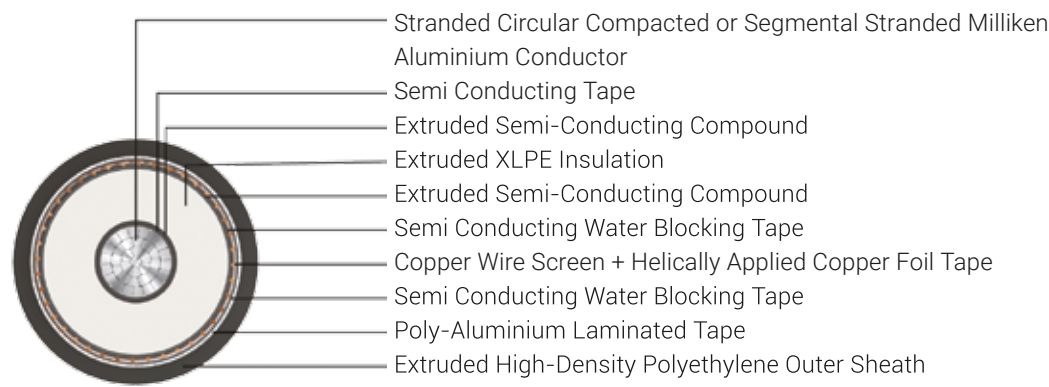 Stranded Circular Compacted or Segmental Stranded Milliken
Aluminium Conductor
Semi Conducting Tape
Extruded Semi-Conducting Compound
Extruded XLPE Insulation
Extruded Semi-Conducting Compound
Semi Conducting Water Blocking Tape
Copper Wire Screen + Helically Applied Copper Foil Tape
Semi Conducting Water Blocking Tape
Poly-Aluminium Laminated Tape
Extruded High-Density Polyethylene Outer Sheath